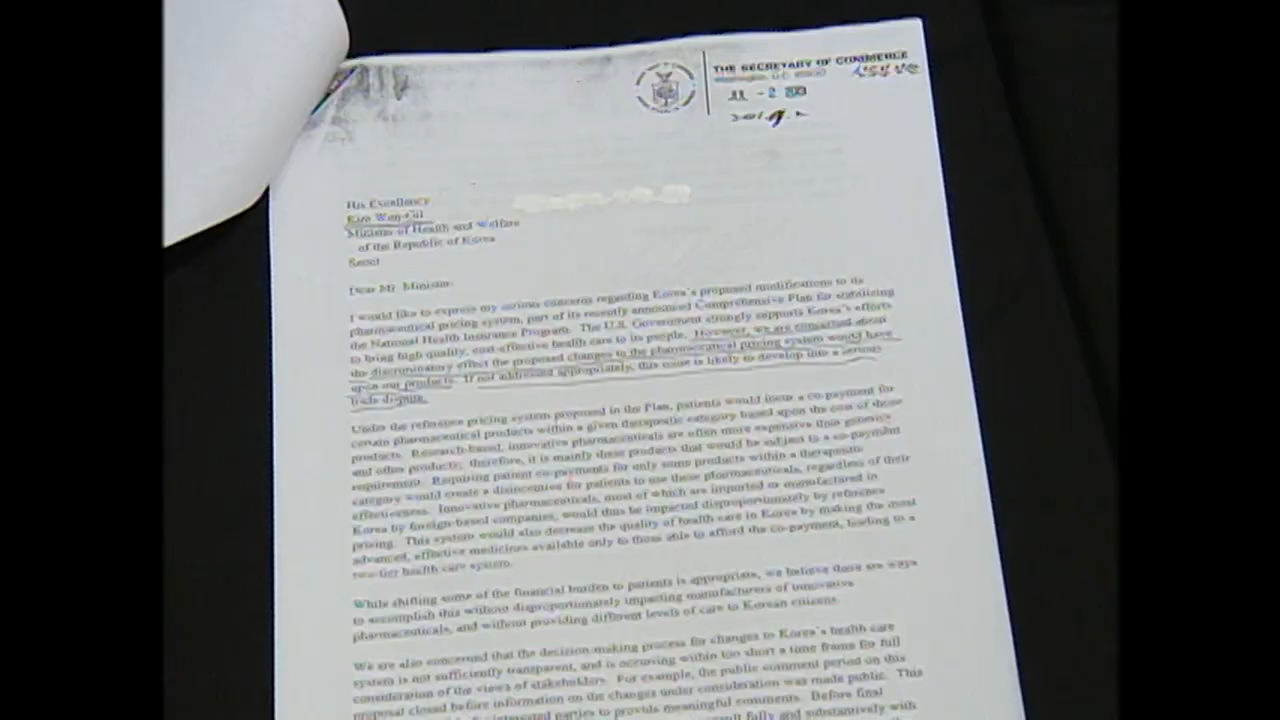 THE SECRETARY OF COMMERCE
His Excellency
Kim Won-Gil
Minister of Health and Welfare
of the Republic of Korea
Seoul
Dear Mr. Minister:
I would like to express my serious concerns regarding Korea's proposed modifications to its
pharmaceutical pricing system, part of its recently announced Comprehensive Plan for stabilizing
the National Health Insurance Program. The U.S. Government strongly supports Korea's efforts
to bring high quality, cost-effective health care to its people. However, we are concerned about
the discriminatory effect the proposed changes to the pharmaceutical pricing system would have
upon our products. If not addressed appropriately, this issue is likely to develop into a serious
trade dispute.
Under the reference pricing system proposed in the Plan, patients would incur a co-payment for
certain pharmaceutical products within a given therapeutic category based upon the cost of those
products. Research-based, innovative pharmaceuticals are often more expensive than generics
and other products; therefore, it is mainly these products that would be subject to a co-payment
requirement. Requiring patient co-payments for only some products within a therapeutic
category would create a disincentive for patients to use these pharmaceuticals, regardless of their
effectiveness. Innovative pharmaceuticals, most of which are imported or manufactured in
Korea by foreign-based companies, would thus be impacted disproportionately by reference
pricing. This system would also decrease the quality of health care in Korea by making the most
advanced, effective medicines available only to those able to afford the co-payment, leading to a
two-tier health care system.
While shifting some of the financial burden to patients is appropriate, we believe there are ways
to accomplish this without disproportionately impacting manufacturers of innovative
pharmaceuticals, and without providing different levels of care to Korean citizens.
We are also concerned that the decision-making process for changes to Korea's health care
system is not sufficiently transparent, and is occurring within too short a time frame for full
consideration of the views of stakeholders. For example, the public comment period on this
proposal closed before information on the changes under consideration was made public. This
interested parties to provide meaningful comments. Before final
fully and substantively with